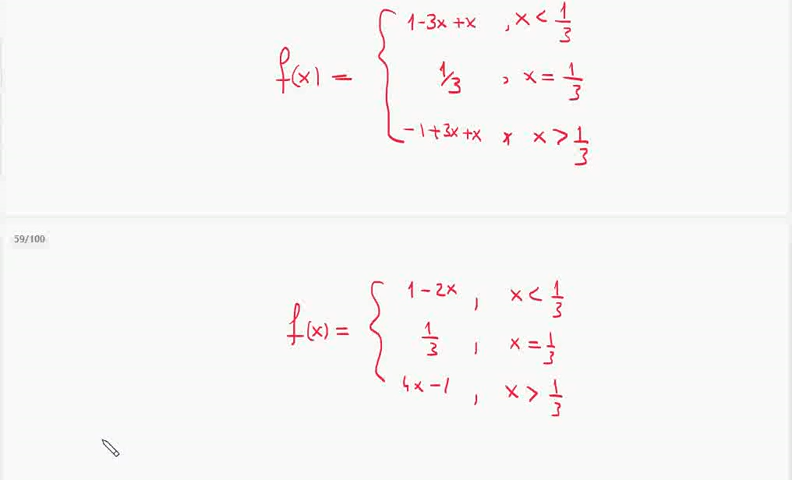 1-3x+x , x < 1/3
f(x) = { 1/3 , x = 1/3
-1+3x+x , x > 1/3
59/100
1-2x , x < 1/3
f(x) = { 1/3 , x = 1/3
4x-1 , x > 1/3